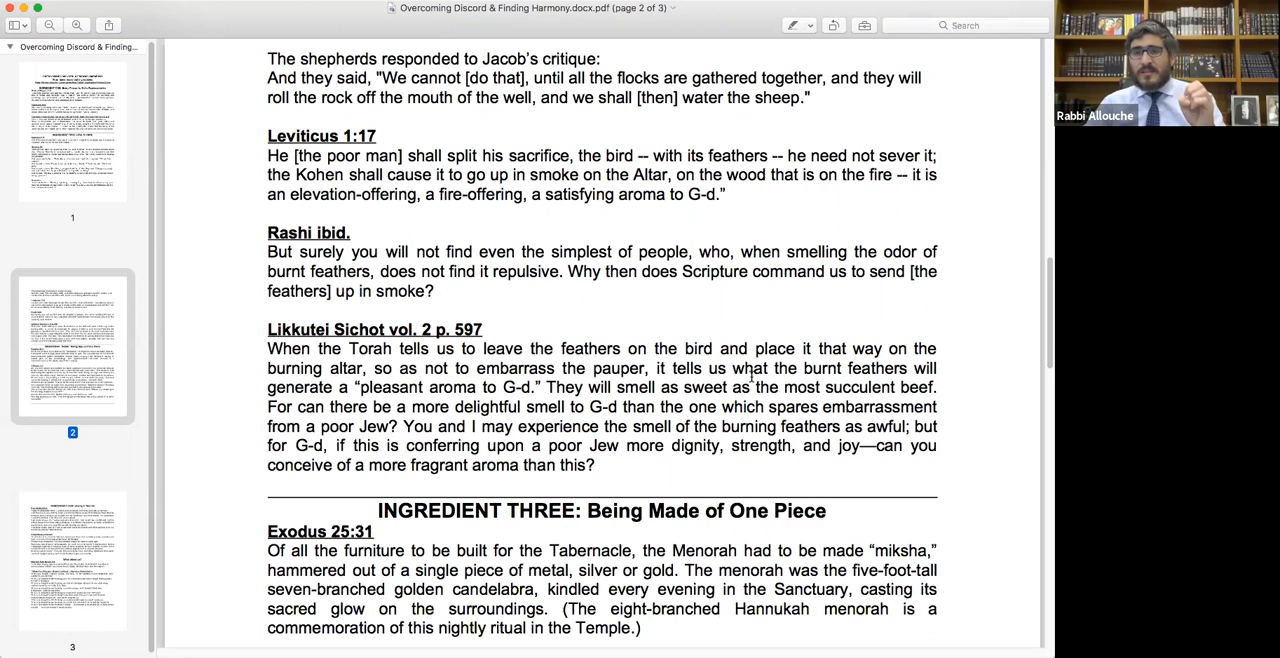 Overcoming Discord & Finding Harmony.docx.pdf (page 2 of 3)
Search
Overcoming Discord & Finding...
1
2
3
The shepherds responded to Jacob's critique:
And they said, "We cannot [do that], until all the flocks are gathered together, and they will
roll the rock off the mouth of the well, and we shall [then] water the sheep."
Leviticus 1:17
He [the poor man] shall split his sacrifice, the bird -- with its feathers -- he need not sever it;
the Kohen shall cause it to go up in smoke on the Altar, on the wood that is on the fire -- it is
an elevation-offering, a fire-offering, a satisfying aroma to G-d.”
Rashi ibid.
But surely you will not find even the simplest of people, who, when smelling the odor of
burnt feathers, does not find it repulsive. Why then does Scripture command us to send [the
feathers] up in smoke?
Likkutei Sichot vol. 2 p. 597
When the Torah tells us to leave the feathers on the bird and place it that way on the
burning altar, so as not to embarrass the pauper, it tells us what the burnt feathers will
generate a “pleasant aroma to G-d.” They will smell as sweet as the most succulent beef.
For can there be a more delightful smell to G-d than the one which spares embarrassment
from a poor Jew? You and I may experience the smell of the burning feathers as awful; but
for G-d, if this is conferring upon a poor Jew more dignity, strength, and joy—can you
conceive of a more fragrant aroma than this?
INGREDIENT THREE: Being Made of One Piece
Exodus 25:31
Of all the furniture to be built for the Tabernacle, the Menorah had to be made “miksha,”
hammered out of a single piece metal, silver or gold. The menorah was the five-foot-tall
seven branched golden candelabra, kindled every evening in the Sanctuary, casting its
sacred glow on the surroundings. (The eight-branched Hannukah menorah is a
commemoration of this nightly ritual in the Temple.)
Rabbi Allouche